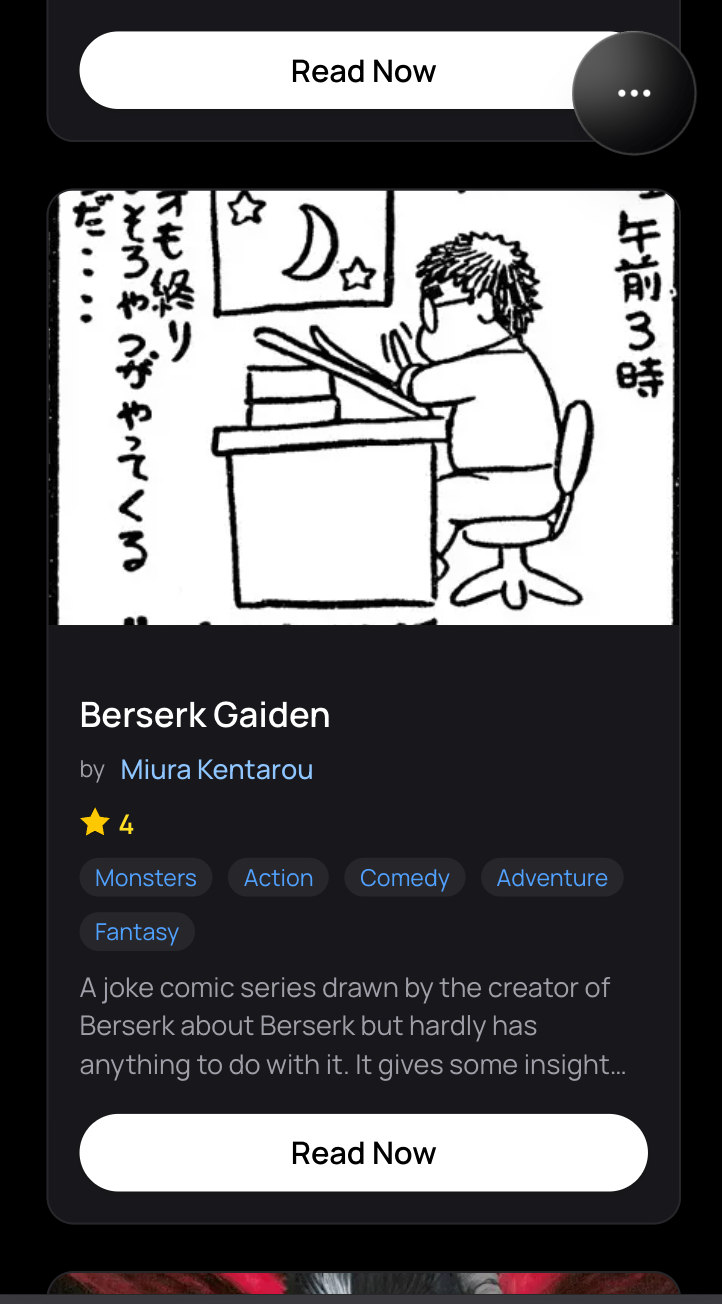 Read Now
午前3時
オも終り
そろやつがやってくる
だ・・・・
Berserk Gaiden
by Miura Kentarou
4
Monsters Action Comedy Adventure
Fantasy
A joke comic series drawn by the creator of
Berserk about Berserk but hardly has
anything to do with it. It gives some insight…
Read Now